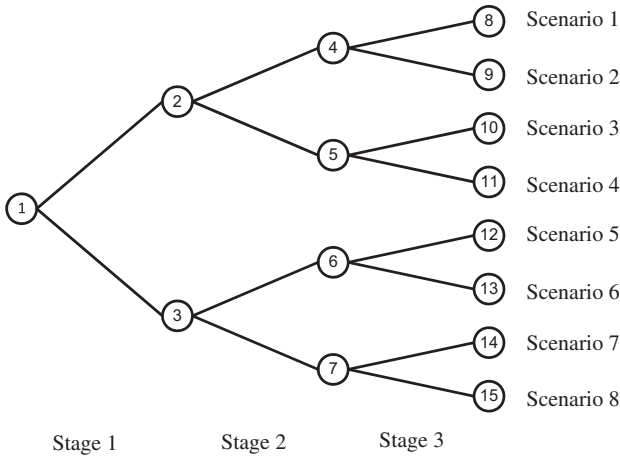 8 Scenario 1
4
9 Scenario 2
2
10 Scenario 3
5
11 Scenario 4
1
12 Scenario 5
6
13 Scenario 6
3
14 Scenario 7
7
15 Scenario 8
Stage 1 Stage 2 Stage 3